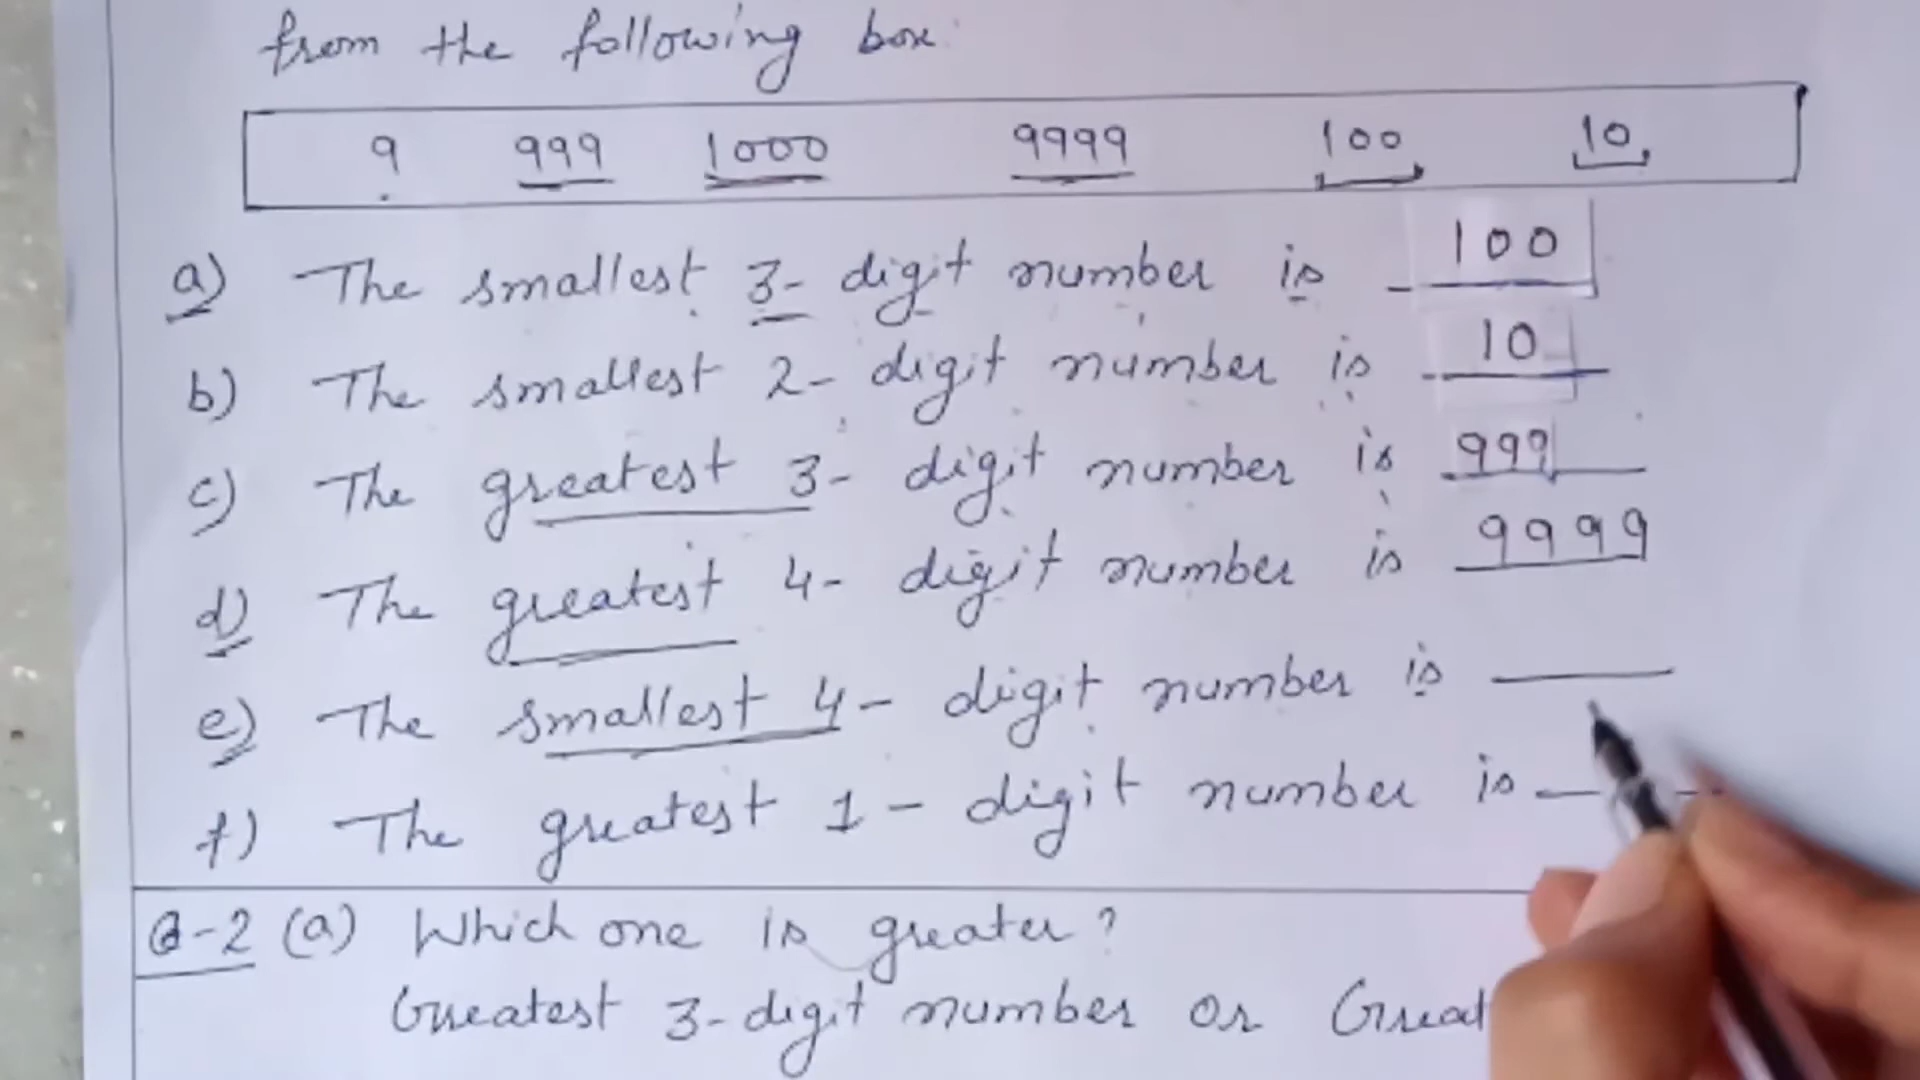 from the following box
9 999 1000 9999 100 10
a) The smallest 3- digit number is 100
b) The smallest 2- digit number is 10
c) The greatest 3- digit number is 999
d) The greatest 4- digit number is 9999
e) The smallest 4- digit number is
f) The greatest 1- digit number is
Q-2 (a) Which one is greater?
Greatest 3-digit number or Great